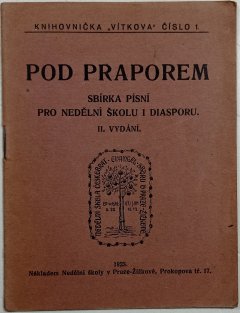 KNIHOVNIČKA „VÍTKOVA" ČÍSLO 1.
POD PRAPOREM
SBÍRKA PÍSNÍ
PRO NEDĚLNÍ ŠKOLU I DIASPORU.
II. VYDÁNÍ.
1923.
Nákladem Nedělní školy v Praze-Žižkově, Prokopova tř. 17.